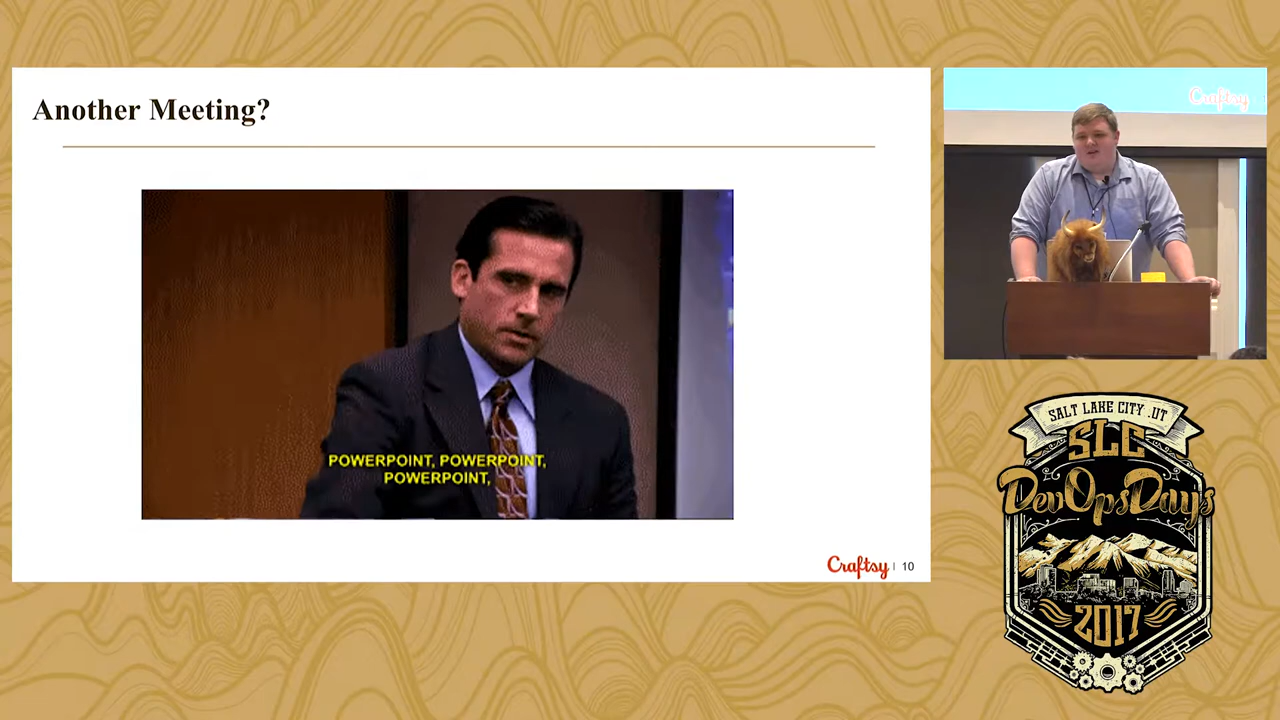 Another Meeting?
POWERPOINT, POWERPOINT,
POWERPOINT,
Craftsy | 10
Craftsy
SALT LAKE CITY .UT
SLC
DevOpsDays
2017